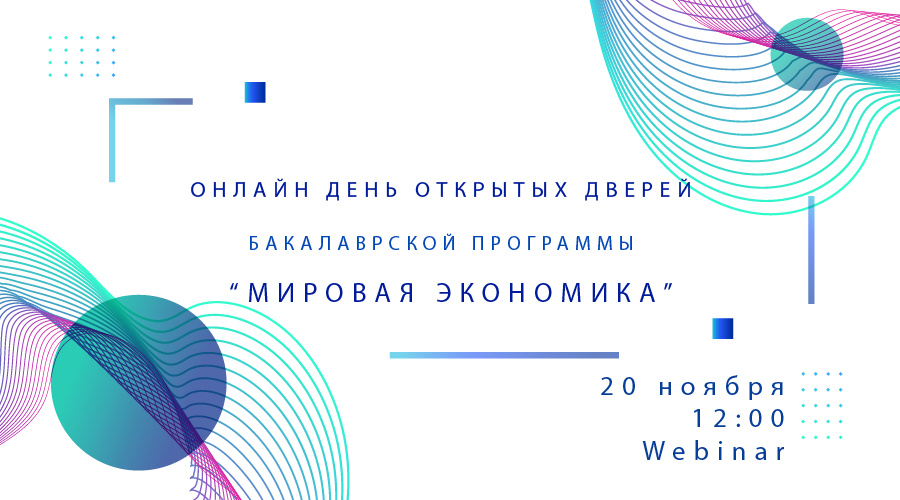 ОНЛАЙН ДЕНЬ ОТКРЫТЫХ ДВЕРЕЙ
БАКАЛАВРСКОЙ ПРОГРАММЫ
“МИРОВАЯ ЭКОНОМИКА”
20 ноября
12:00
Webinar